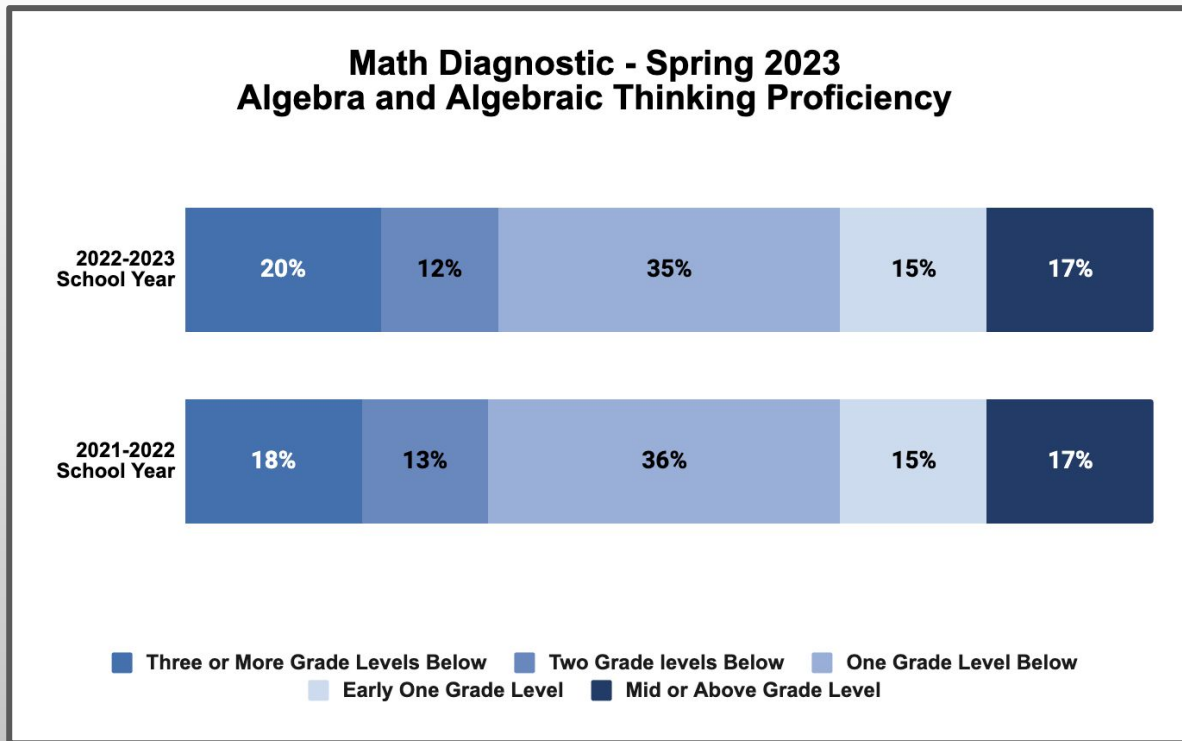 Math Diagnostic - Spring 2023
Algebra and Algebraic Thinking Proficiency
2022-2023
School Year
20%
12%
35%
15%
17%
2021-2022
School Year
18%
13%
36%
15%
17%
Three or More Grade Levels Below
Two Grade levels Below
One Grade Level Below
Early One Grade Level
Mid or Above Grade Level